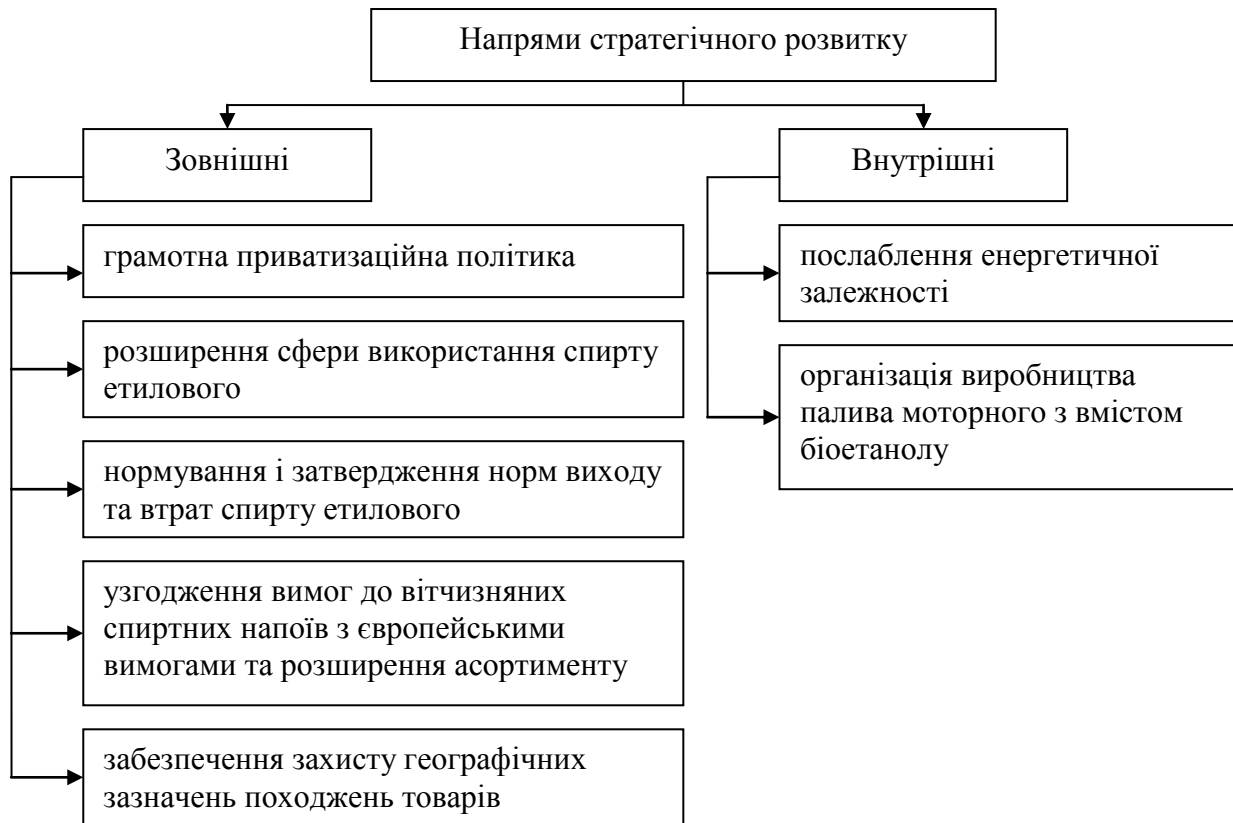 Напрями стратегічного розвитку
Зовнішні
Внутрішні
грамотна приватизаційна політика
розширення сфери використання спирту
етилового
нормування і затвердження норм виходу
та втрат спирту етилового
узгодження вимог до вітчизняних
спиртних напоїв з європейськими
вимогами та розширення асортименту
забезпечення захисту географічних
зазначень походжень товарів
послаблення енергетичної
залежності
організація виробництва
палива моторного з вмістом
біоетанолу